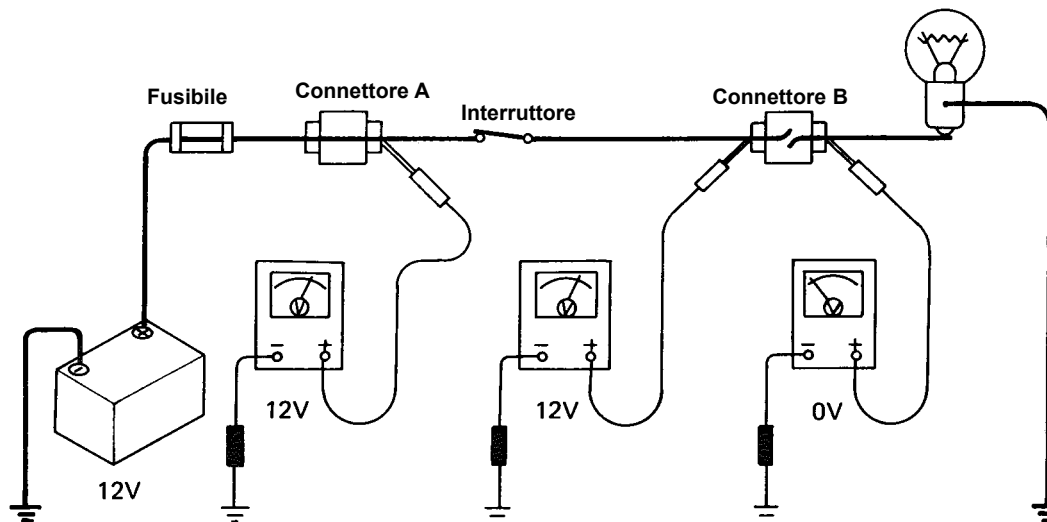 Fusibile
Connettore A
Interruttore
Connettore B
V
V
V
− +
− +
− +
12V
12V
0V
12V